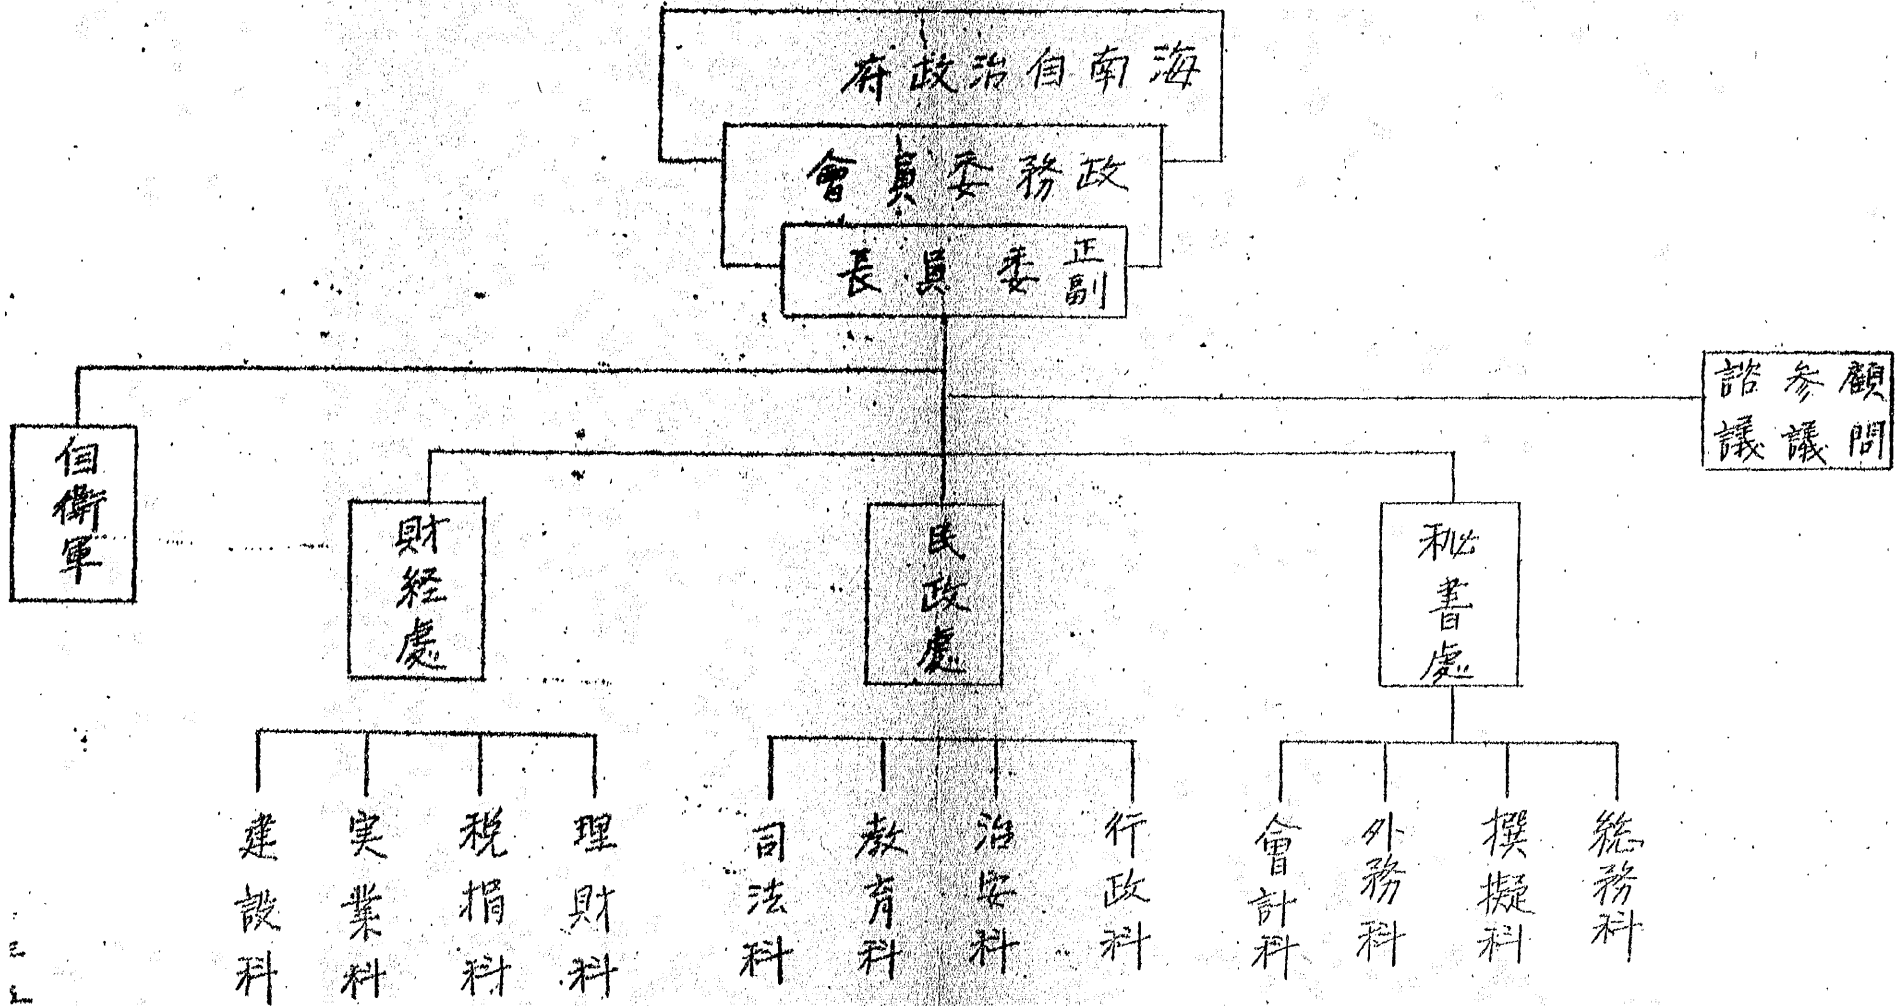 海南自治政府
政務委員會
正副委員長
顧問
参議
諮議
自衛軍
秘書處
民政處
財経處
総務科
撰擬科
外務科
會計科
行政科
治安科
教育科
司法科
理財科
税捐科
実業科
建設科